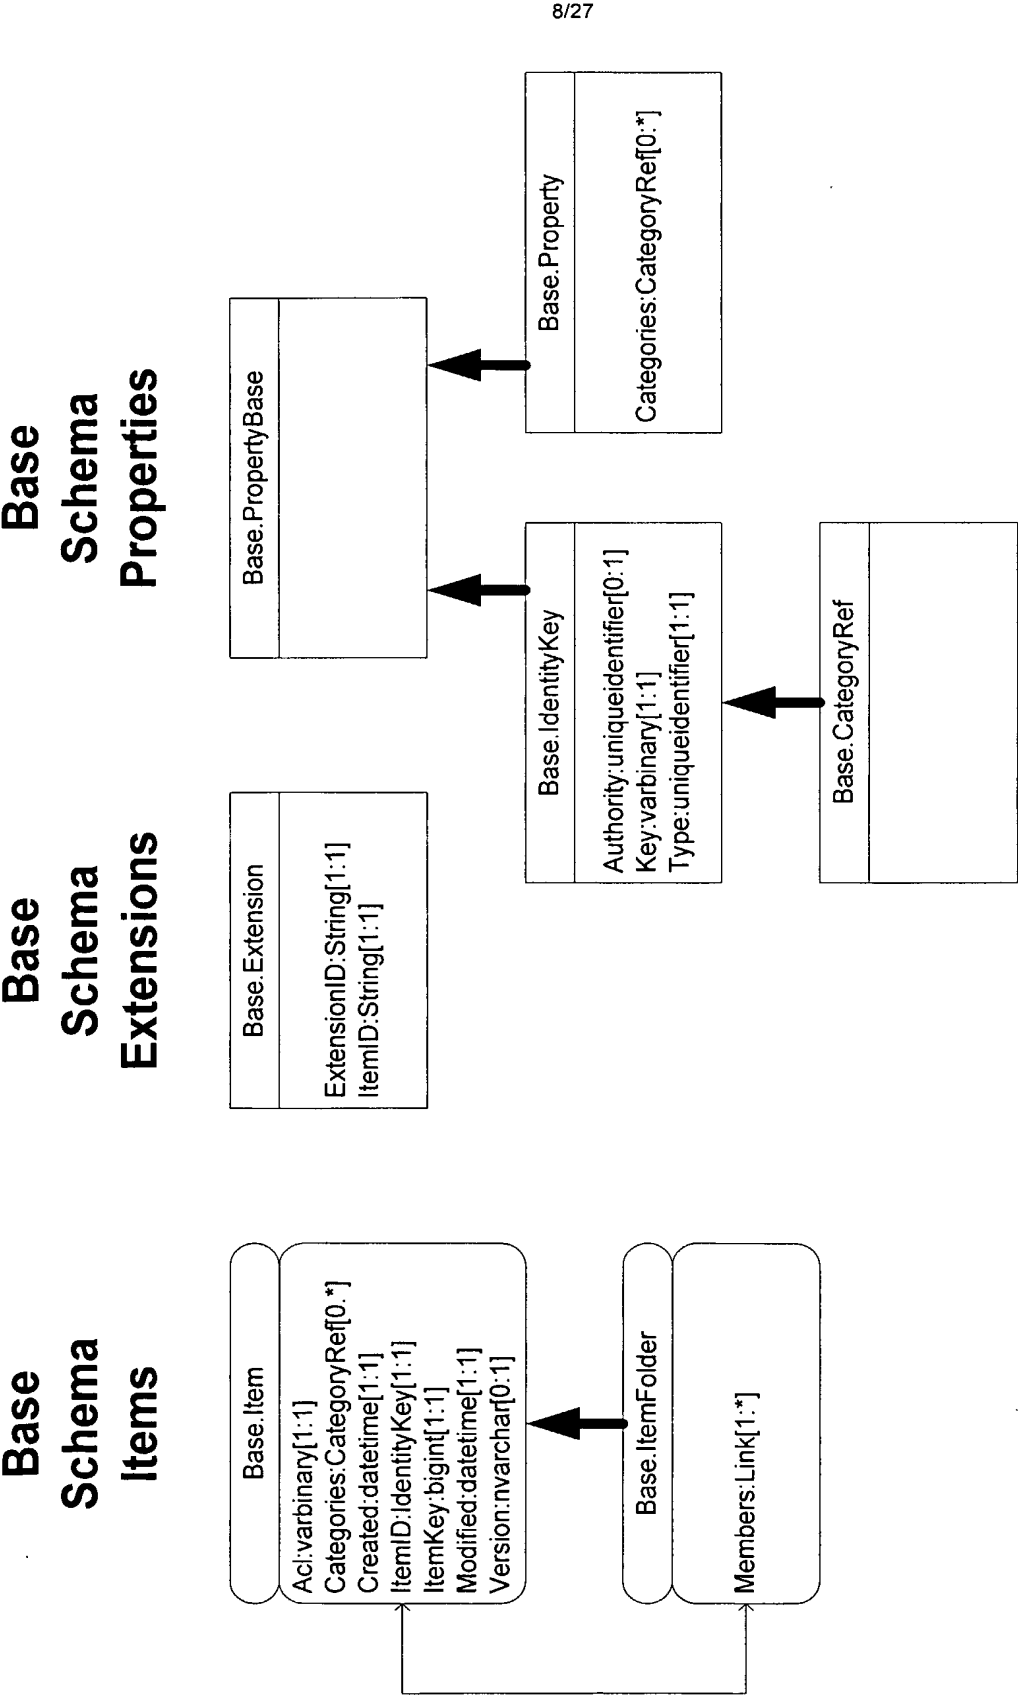 8/27
Base
Schema
Items
Base.Item
Acl:varbinary[1:1]
Categories:CategoryRef[0.*]
Created:datetime[1:1]
ItemID:IdentityKey[1:1]
ItemKey:bigint[1:1]
Modified:datetime[1:1]
Version:nvarchar[0:1]
Base.ItemFolder
Members:Link[1:*]
Base
Schema
Extensions
Base.Extension
ExtensionID:String[1:1]
ItemID:String[1:1]
Base
Schema
Properties
Base.PropertyBase
Base.IdentityKey
Authority:uniqueidentifier[0:1]
Key:varbinary[1:1]
Type:uniqueidentifier[1:1]
Base.Property
Categories:CategoryRef[0:*]
Base.CategoryRef